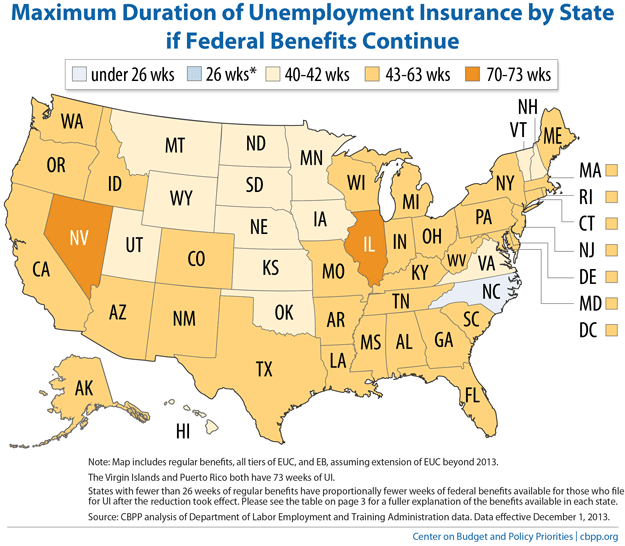 Maximum Duration of Unemployment Insurance by State
if Federal Benefits Continue
under 26 wks 26 wks* 40-42 wks 43-63 wks 70-73 wks
NH
VT
WA
ME
MT
ND
MN
OR
ID
WI
NY
MA
SD
MI
RI
WY
PA
CT
IA
NE
NV
IL
IN
OH
NJ
UT
CO
WV
VA
DE
CA
KS
MO
KY
NC
MD
TN
OK
AZ
NM
AR
SC
DC
MS
AL
GA
TX
LA
AK
FL
HI
Note: Map includes regular benefits, all tiers of EUC, and EB, assuming extension of EUC beyond 2013.
The Virgin Islands and Puerto Rico both have 73 weeks of UI.
States with fewer than 26 weeks of regular benefits have proportionally fewer weeks of federal benefits available for those who file
for UI after the reduction took effect. Please see the table on page 3 for a fuller explanation of the benefits available in each state.
Source: CBPP analysis of Department of Labor Employment and Training Administration data. Data effective December 1, 2013.
Center on Budget and Policy Priorities | cbpp.org